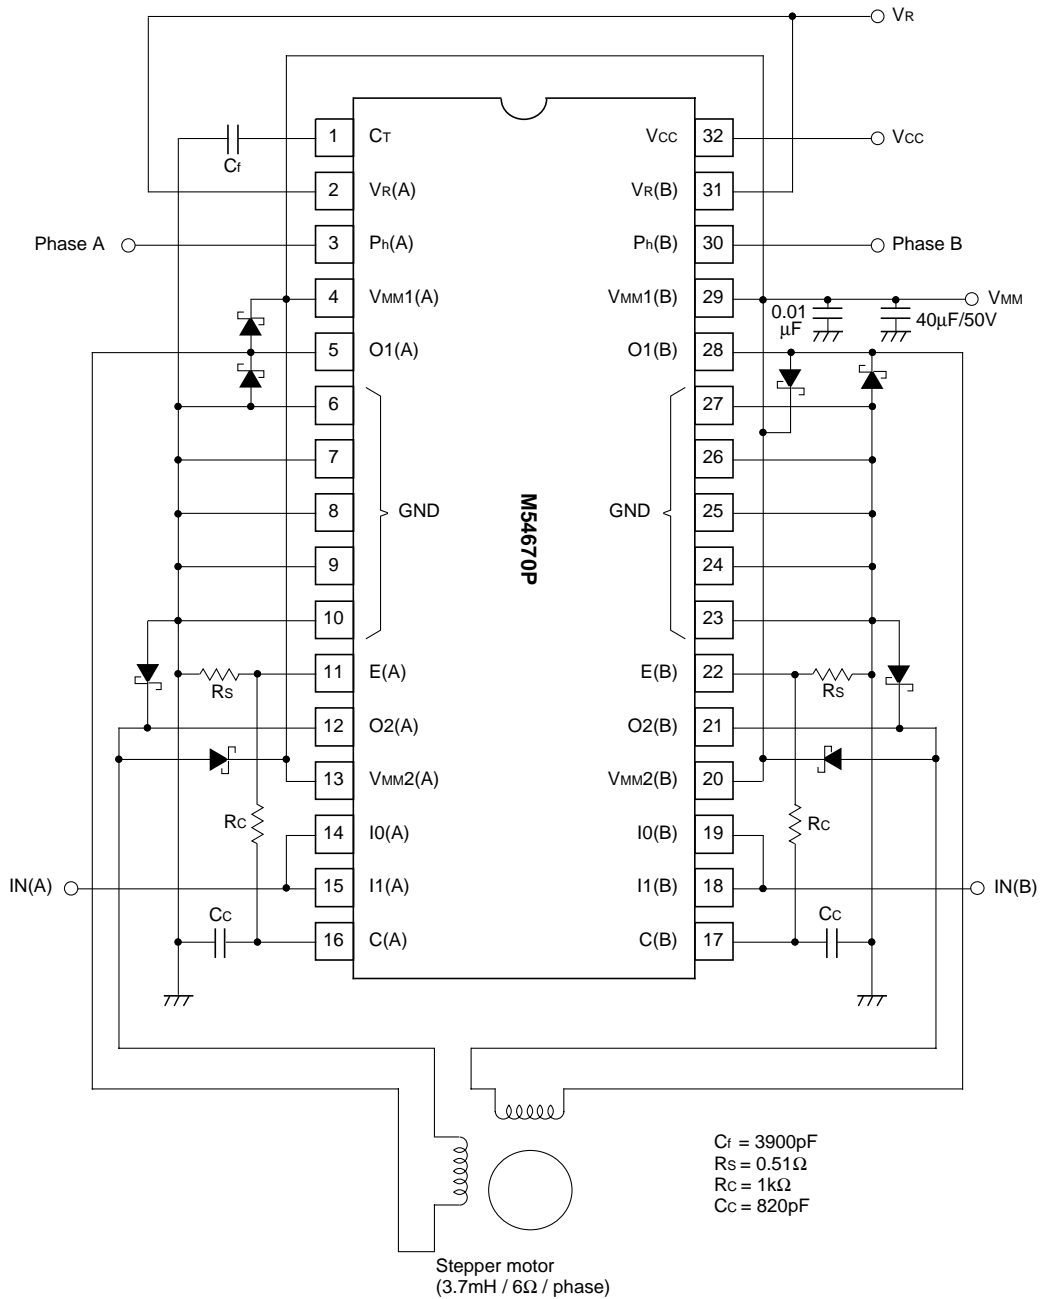 VR
1 CT VCC 32 VCC
Cf
2 VR(A) VR(B) 31
Phase A 3 Ph(A) Ph(B) 30 Phase B
4 VMM1(A) VMM1(B) 29 VMM
0.01 μF 40μF/50V
5 O1(A) O1(B) 28
6 27
7 26
8 GND GND 25
M54670P
9 24
10 23
11 E(A) E(B) 22
RS RS
12 O2(A) O2(B) 21
13 VMM2(A) VMM2(B) 20
RC RC
14 I0(A) I0(B) 19
IN(A) 15 I1(A) I1(B) 18 IN(B)
CC CC
16 C(A) C(B) 17
Cf = 3900pF
RS = 0.51Ω
RC = 1kΩ
CC = 820pF
Stepper motor
(3.7mH / 6Ω / phase)